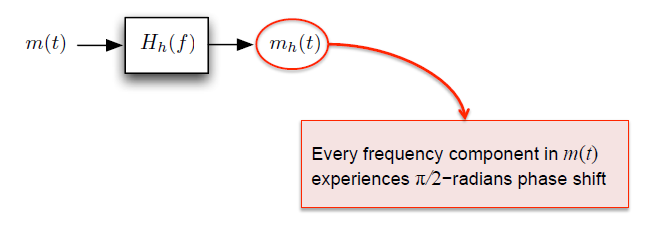 m(t) H_h(f) m_h(t)
Every frequency component in m(t)
experiences π/2−radians phase shift